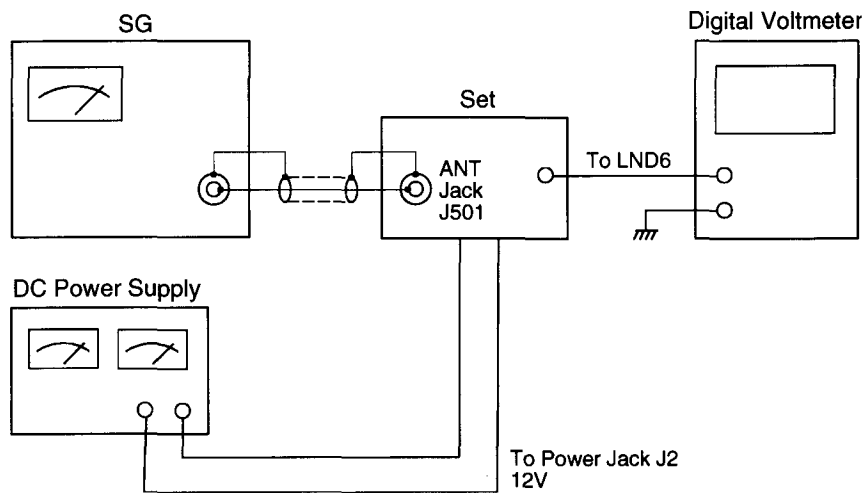 SG
Digital Voltmeter
Set
ANT
Jack
J501
To LND6
DC Power Supply
To Power Jack J2
12V